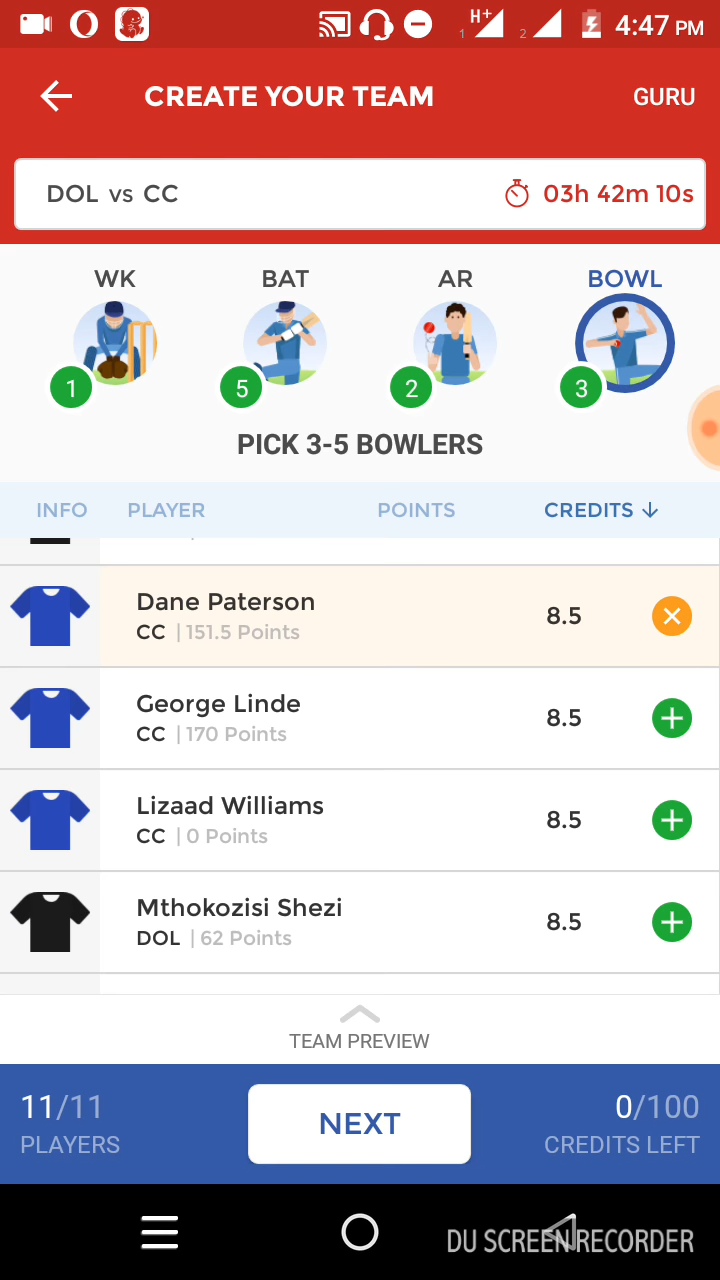 1 H+ 2 4:47 PM
CREATE YOUR TEAM GURU
DOL vs CC 03h 42m 10s
WK BAT AR BOWL
1 5 2 3
PICK 3-5 BOWLERS
INFO PLAYER POINTS CREDITS
Dane Paterson 8.5
CC | 151.5 Points
George Linde 8.5
CC | 170 Points
Lizaad Williams 8.5
CC | 0 Points
Mthokozisi Shezi 8.5
DOL | 62 Points
TEAM PREVIEW
11/11 NEXT 0/100
PLAYERS CREDITS LEFT
DU SCREEN RECORDER